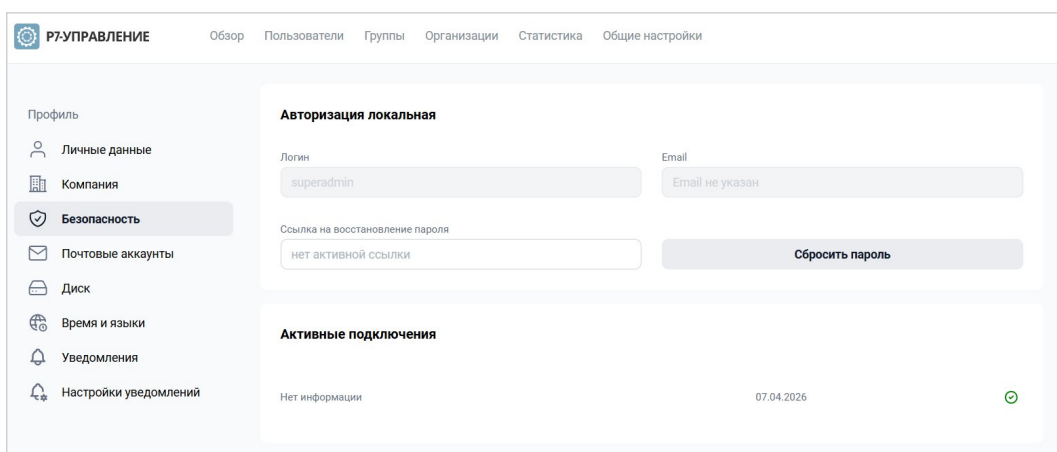 Р7-УПРАВЛЕНИЕ Обзор Пользователи Группы Организации Статистика Общие настройки
Профиль
Личные данные
Компания
Безопасность
Почтовые аккаунты
Диск
Время и языки
Уведомления
Настройки уведомлений
Авторизация локальная
Логин Email
superadmin Email не указан
Ссылка на восстановление пароля
нет активной ссылки Сбросить пароль
Активные подключения
Нет информации 07.04.2026